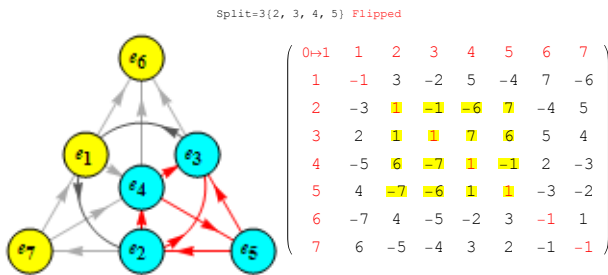 Split=3{2, 3, 4, 5} Flipped
e6
e1
e3
e4
e7
e2
e5
0↦1 1 2 3 4 5 6 7
1 -1 3 -2 5 -4 7 -6
2 -3 1 -1 -6 7 -4 5
3 2 1 1 7 6 5 4
4 -5 6 -7 1 -1 2 -3
5 4 -7 -6 1 1 -3 -2
6 -7 4 -5 -2 3 -1 1
7 6 -5 -4 3 2 -1 -1